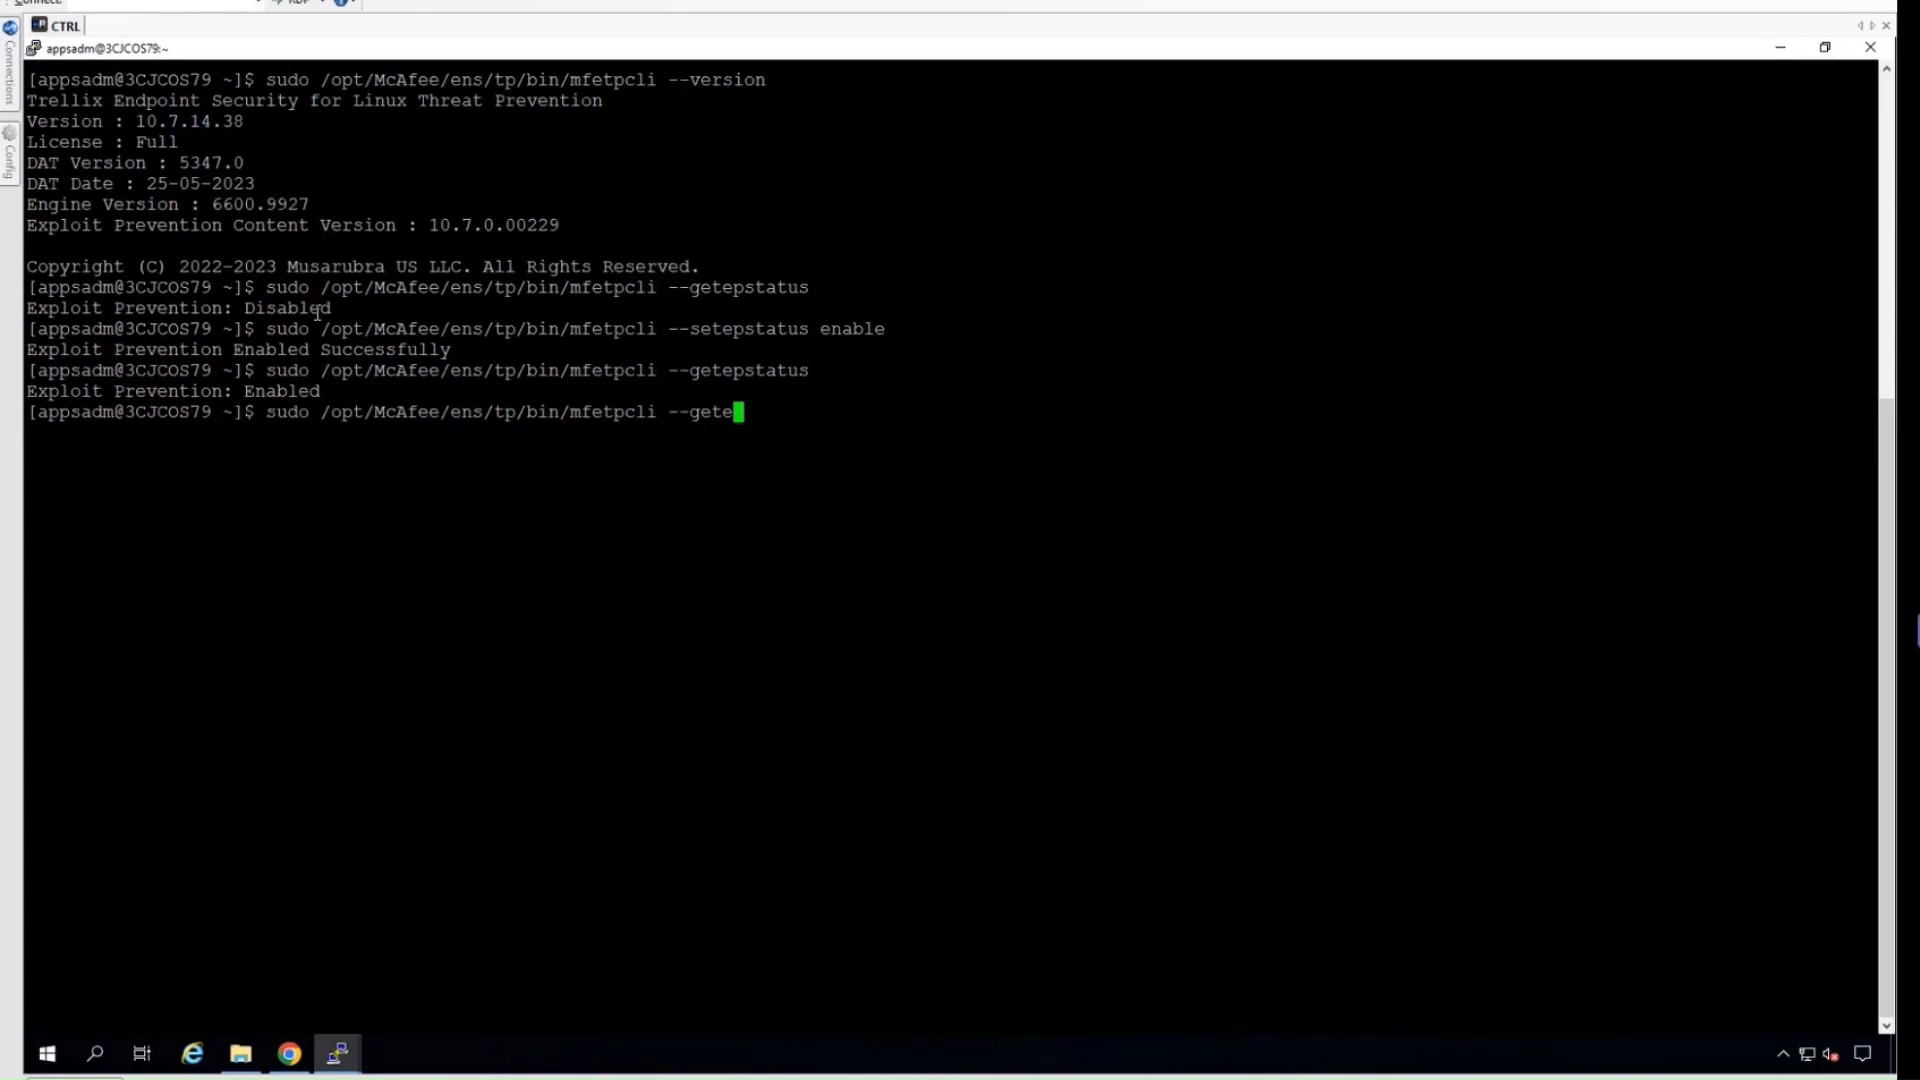 CTRL
appsadm@3CJCOS79:~
Connections
Config
[appsadm@3CJCOS79 ~]$ sudo /opt/McAfee/ens/tp/bin/mfetpcli --version
Trellix Endpoint Security for Linux Threat Prevention
Version : 10.7.14.38
License : Full
DAT Version : 5347.0
DAT Date : 25-05-2023
Engine Version : 6600.9927
Exploit Prevention Content Version : 10.7.0.00229
Copyright (C) 2022-2023 Musarubra US LLC. All Rights Reserved.
[appsadm@3CJCOS79 ~]$ sudo /opt/McAfee/ens/tp/bin/mfetpcli --getepstatus
Exploit Prevention: Disabled
[appsadm@3CJCOS79 ~]$ sudo /opt/McAfee/ens/tp/bin/mfetpcli --setepstatus enable
Exploit Prevention Enabled Successfully
[appsadm@3CJCOS79 ~]$ sudo /opt/McAfee/ens/tp/bin/mfetpcli --getepstatus
Exploit Prevention: Enabled
[appsadm@3CJCOS79 ~]$ sudo /opt/McAfee/ens/tp/bin/mfetpcli --gete